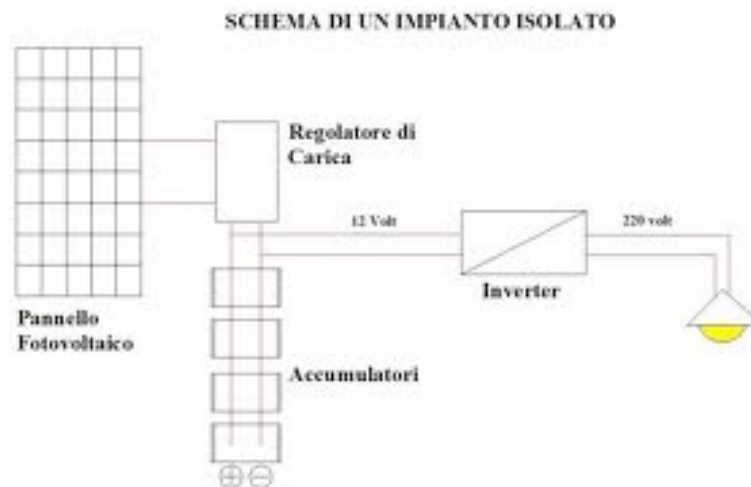 SCHEMA DI UN IMPIANTO ISOLATO
Regolatore di
Carica
12 Volt
220 volt
Inverter
Pannello
Fotovoltaico
Accumulatori
+ −